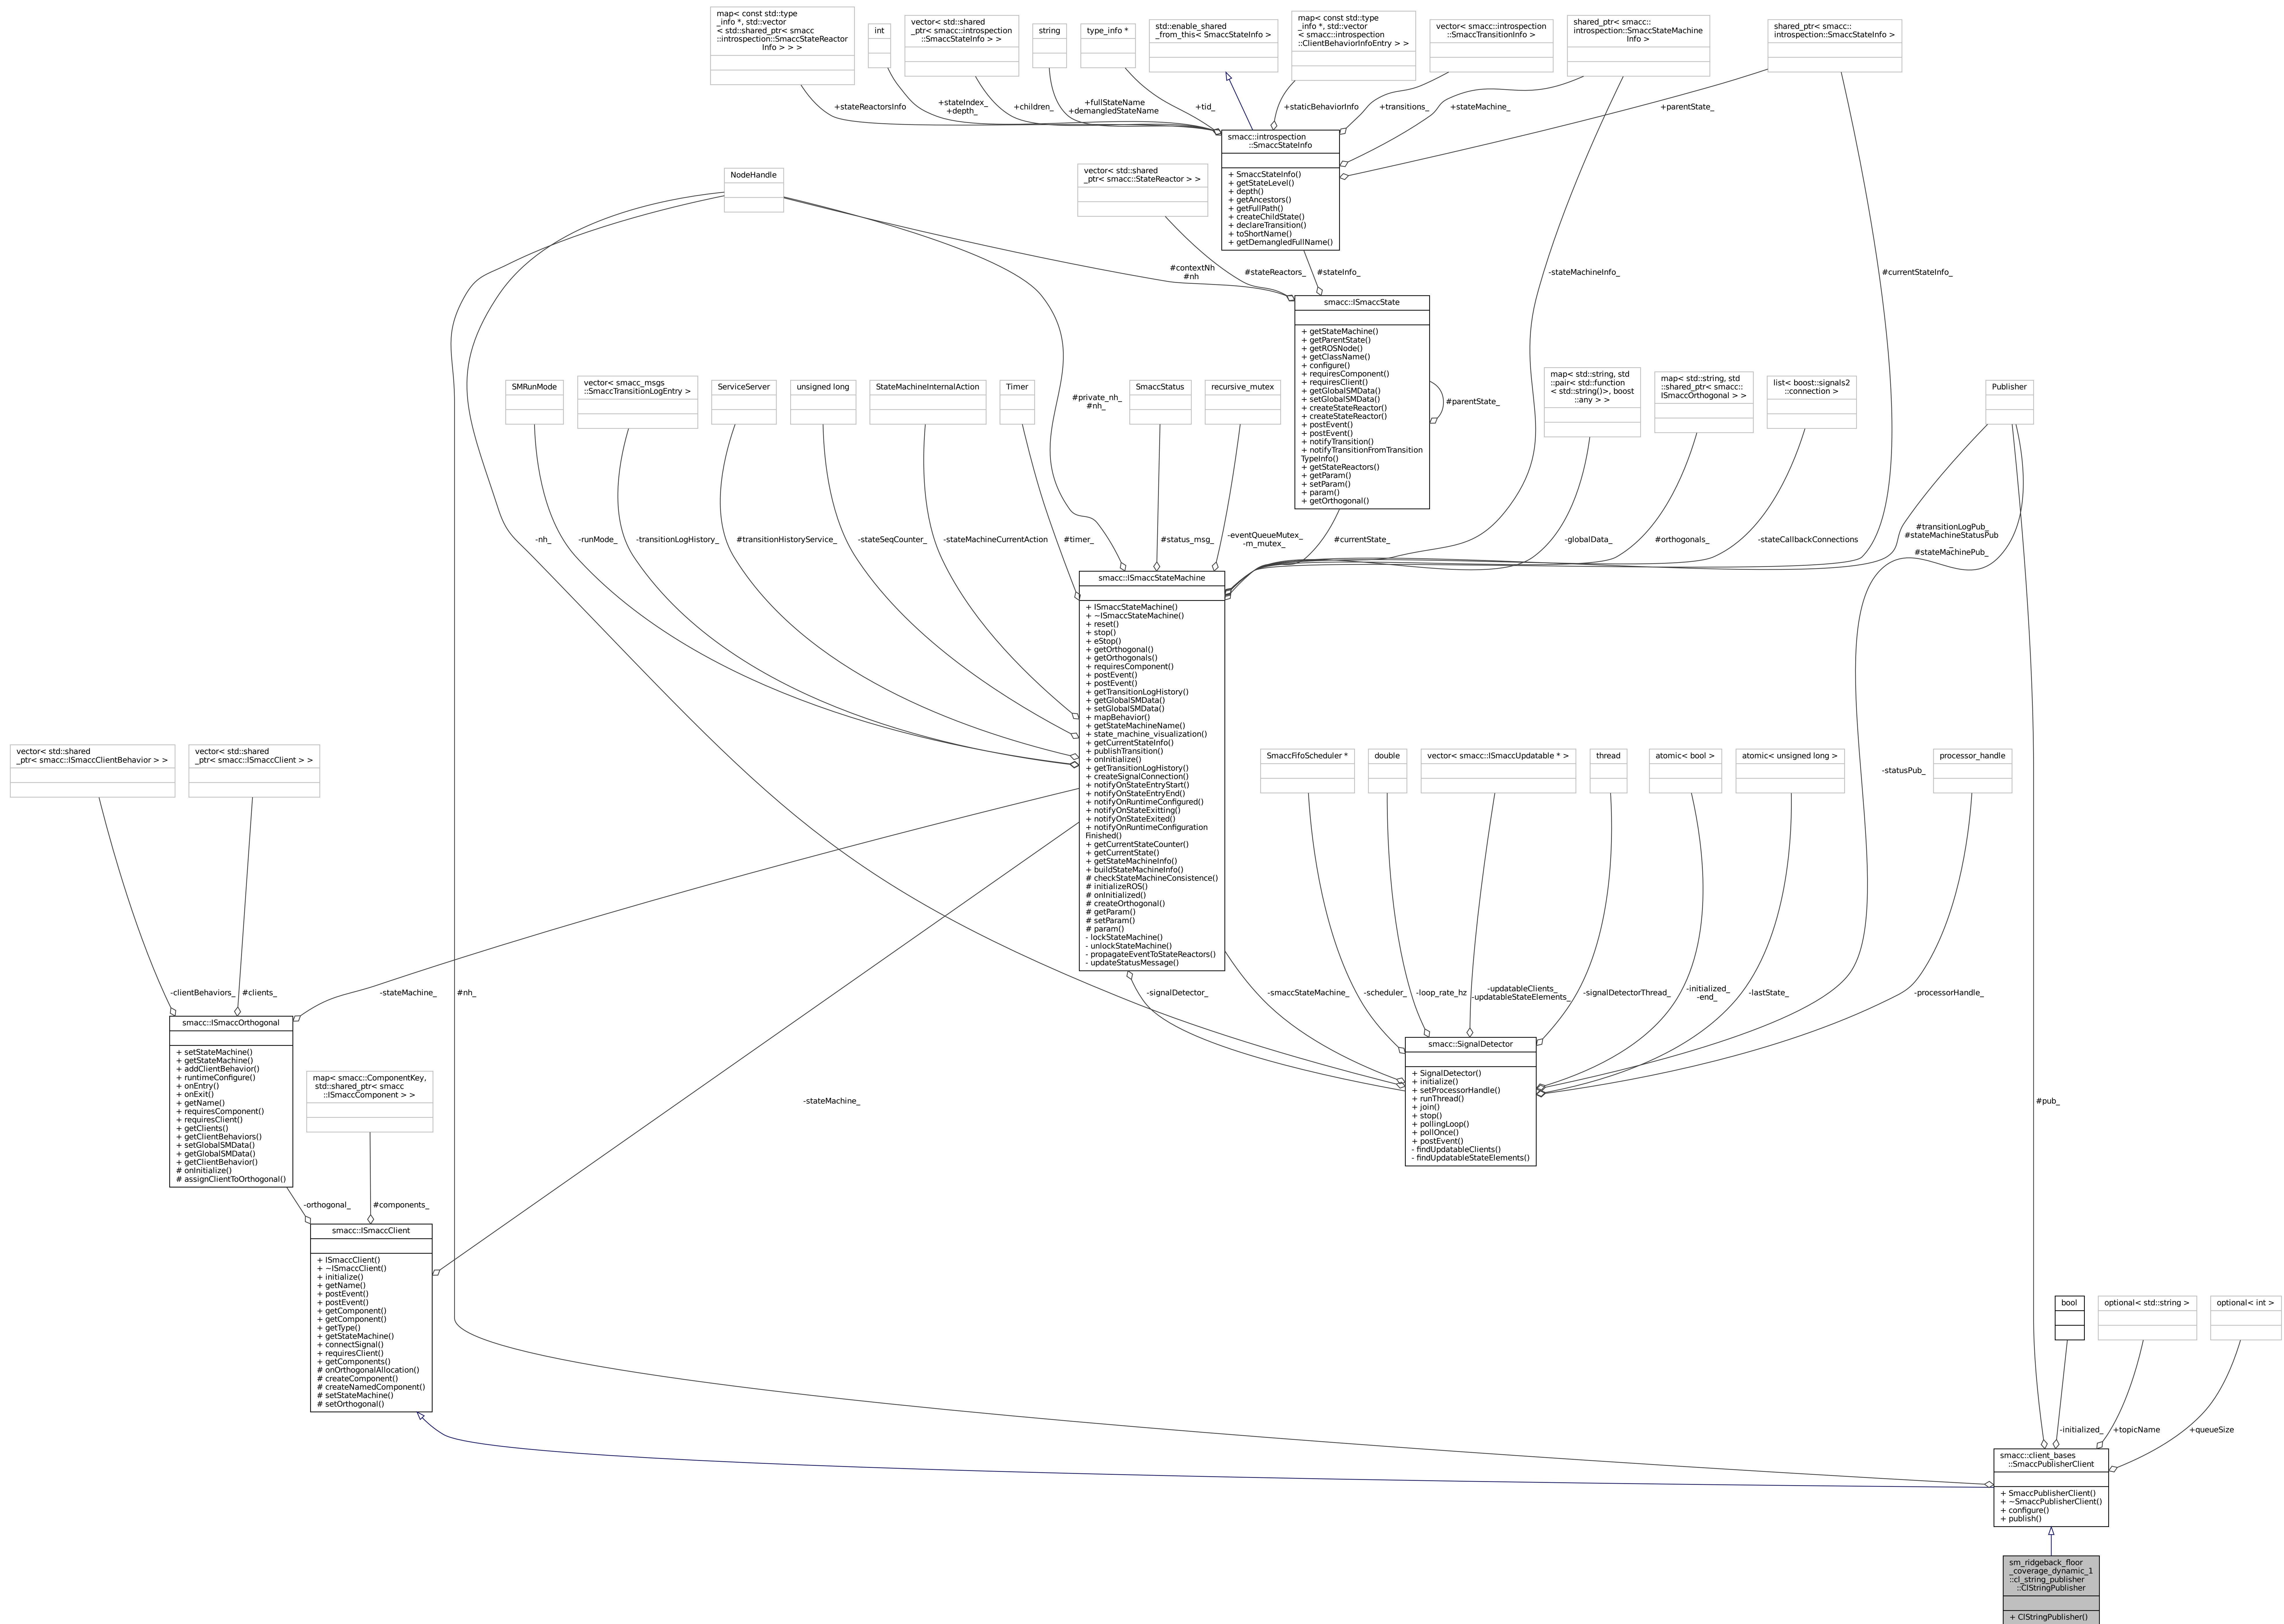 map< const std::type
_info *, std::vector
< std::shared_ptr< smacc
::introspection::SmaccStateReactor
Info > > >
int
vector< std::shared
_ptr< smacc::introspection
::SmaccStateInfo > >
string
type_info *
std::enable_shared
_from_this< SmaccStateInfo >
map< const std::type
_info *, std::vector
< smacc::introspection
::ClientBehaviorInfoEntry > >
vector< smacc::introspection
::SmaccTransitionInfo >
shared_ptr< smacc::
introspection::SmaccStateMachine
Info >
shared_ptr< smacc::
introspection::SmaccStateInfo >
+stateReactorsInfo
+stateIndex_
+depth_
+children_
+fullStateName
+demangledStateName
+tid_
+staticBehaviorInfo
+transitions_
+stateMachine_
+parentState_
smacc::introspection
::SmaccStateInfo
+ SmaccStateInfo()
+ getStateLevel()
+ depth()
+ getAncestors()
+ getFullPath()
+ createChildState()
+ declareTransition()
+ toShortName()
+ getDemangledFullName()
NodeHandle
vector< std::shared
_ptr< smacc::StateReactor > >
#contextNh
#nh
#stateReactors_
#stateInfo_
-stateMachineInfo_
#currentStateInfo_
smacc::ISmaccState
+ getStateMachine()
+ getParentState()
+ getROSNode()
+ getClassName()
+ configure()
+ requiresComponent()
+ requiresClient()
+ getGlobalSMData()
+ setGlobalSMData()
+ createStateReactor()
+ createStateReactor()
+ postEvent()
+ postEvent()
+ notifyTransition()
+ notifyTransitionFromTransition
TypeInfo()
+ getStateReactors()
+ getParam()
+ setParam()
+ param()
+ getOrthogonal()
#parentState_
SMRunMode
vector< smacc_msgs
::SmaccTransitionLogEntry >
ServiceServer
unsigned long
StateMachineInternalAction
Timer
#private_nh_
#nh_
SmaccStatus
recursive_mutex
map< std::string, std
::pair< std::function
< std::string()>, boost
::any > >
map< std::string, std
::shared_ptr< smacc::
ISmaccOrthogonal > >
list< boost::signals2
::connection >
Publisher
-nh_
-runMode_
-transitionLogHistory_
#transitionHistoryService_
-stateSeqCounter_
-stateMachineCurrentAction
#timer_
#status_msg_
-eventQueueMutex_
-m_mutex_
#currentState_
-globalData_
#orthogonals_
-stateCallbackConnections
#transitionLogPub_
#stateMachineStatusPub
_
#stateMachinePub_
smacc::ISmaccStateMachine
+ ISmaccStateMachine()
+ ~ISmaccStateMachine()
+ reset()
+ stop()
+ eStop()
+ getOrthogonal()
+ getOrthogonals()
+ requiresComponent()
+ postEvent()
+ postEvent()
+ getTransitionLogHistory()
+ getGlobalSMData()
+ setGlobalSMData()
+ mapBehavior()
+ getStateMachineName()
+ state_machine_visualization()
+ getCurrentStateInfo()
+ publishTransition()
+ onInitialize()
+ getTransitionLogHistory()
+ createSignalConnection()
+ notifyOnStateEntryStart()
+ notifyOnStateEntryEnd()
+ notifyOnRuntimeConfigured()
+ notifyOnStateExitting()
+ notifyOnStateExited()
+ notifyOnRuntimeConfiguration
Finished()
+ getCurrentStateCounter()
+ getCurrentState()
+ getStateMachineInfo()
+ buildStateMachineInfo()
# checkStateMachineConsistence()
# initializeROS()
# onInitialized()
# createOrthogonal()
# getParam()
# setParam()
# param()
- lockStateMachine()
- unlockStateMachine()
- propagateEventToStateReactors()
- updateStatusMessage()
vector< std::shared
_ptr< smacc::ISmaccClientBehavior > >
vector< std::shared
_ptr< smacc::ISmaccClient > >
SmaccFifoScheduler *
double
vector< smacc::ISmaccUpdatable * >
thread
atomic< bool >
atomic< unsigned long >
processor_handle
-statusPub_
-clientBehaviors_
#clients_
-stateMachine_
#nh_
-signalDetector_
-smaccStateMachine_
-scheduler_
-loop_rate_hz
-updatableClients_
-updatableStateElements_
-signalDetectorThread_
-initialized_
-end_
-lastState_
-processorHandle_
smacc::ISmaccOrthogonal
+ setStateMachine()
+ getStateMachine()
+ addClientBehavior()
+ runtimeConfigure()
+ onEntry()
+ onExit()
+ getName()
+ requiresComponent()
+ requiresClient()
+ getClients()
+ getClientBehaviors()
+ setGlobalSMData()
+ getGlobalSMData()
+ getClientBehavior()
# onInitialize()
# assignClientToOrthogonal()
smacc::SignalDetector
+ SignalDetector()
+ initialize()
+ setProcessorHandle()
+ runThread()
+ join()
+ stop()
+ pollingLoop()
+ pollOnce()
+ postEvent()
- findUpdatableClients()
- findUpdatableStateElements()
map< smacc::ComponentKey,
std::shared_ptr< smacc
::ISmaccComponent > >
-stateMachine_
#pub_
-orthogonal_
#components_
smacc::ISmaccClient
+ ISmaccClient()
+ ~ISmaccClient()
+ initialize()
+ getName()
+ postEvent()
+ postEvent()
+ getComponent()
+ getComponent()
+ getType()
+ getStateMachine()
+ connectSignal()
+ requiresClient()
+ getComponents()
# onOrthogonalAllocation()
# createComponent()
# createNamedComponent()
# setStateMachine()
# setOrthogonal()
bool
optional< std::string >
optional< int >
-initialized_
+topicName
+queueSize
smacc::client_bases
::SmaccPublisherClient
+ SmaccPublisherClient()
+ ~SmaccPublisherClient()
+ configure()
+ publish()
sm_ridgeback_floor
_coverage_dynamic_1
::cl_string_publisher
::ClStringPublisher
+ ClStringPublisher()